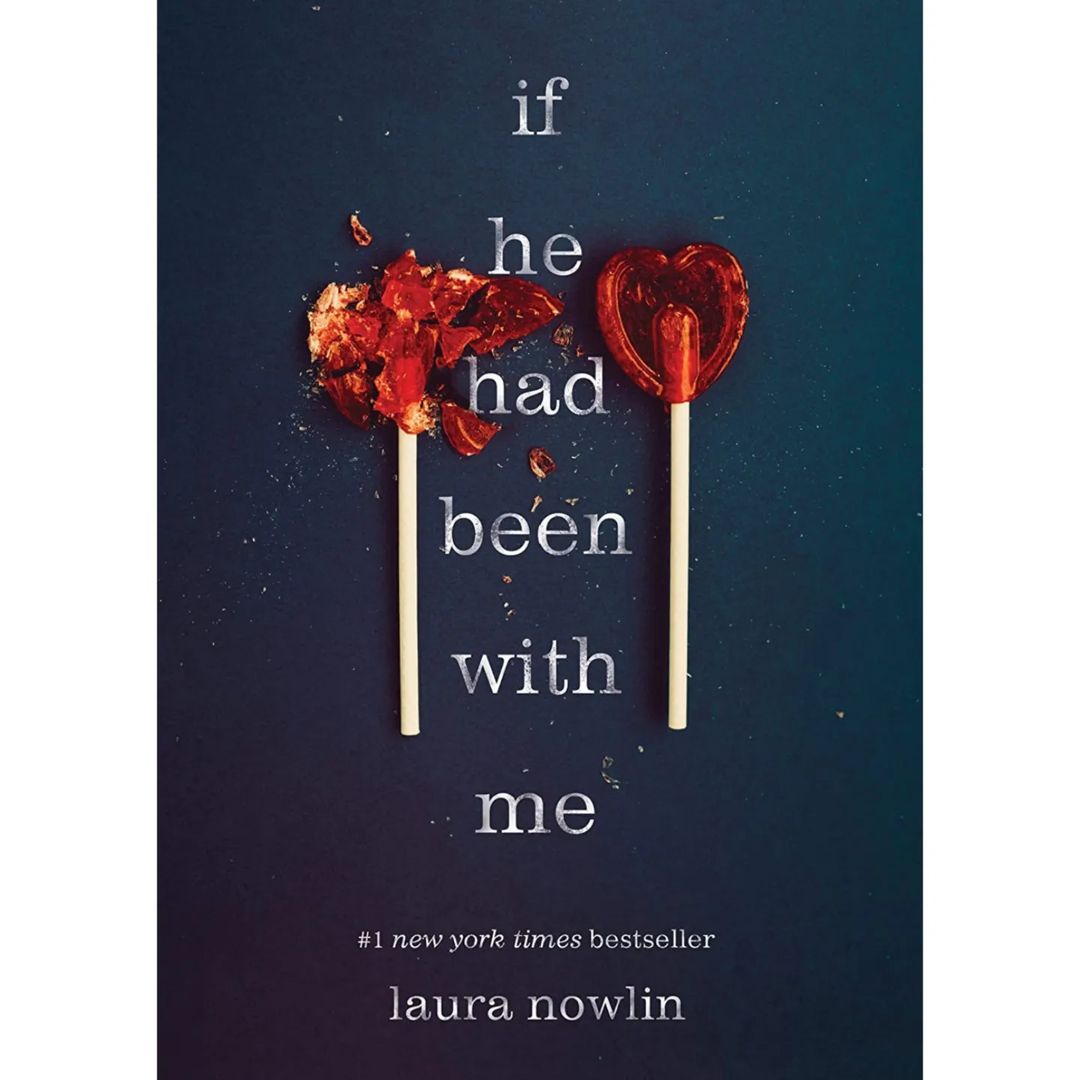 if
he
had
been
with
me
#1 new york times bestseller
laura nowlin